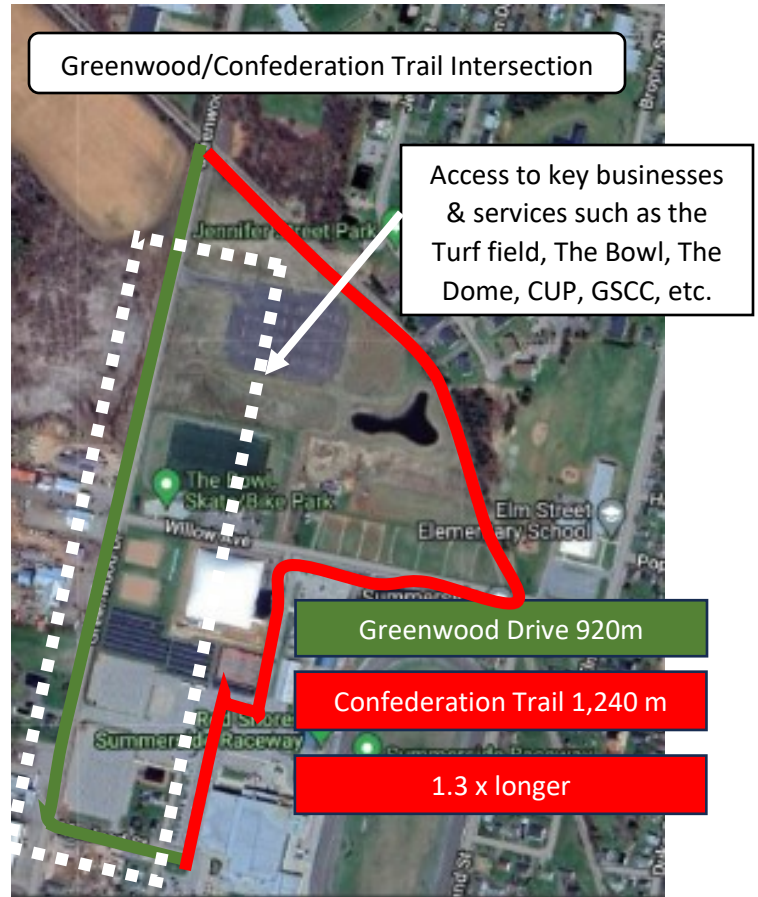 Greenwood/Confederation Trail Intersection
Brophy St
Access to key businesses
& services such as the
Turf field, The Bowl, The
Dome, CUP, GSCC, etc.
Jennifer Street Park
The Bowl
Skate/Bike Park
Willow Ave
Elm Street
Elementary School
Greenwood Drive 920m
Confederation Trail 1,240 m
Red Shores
Summerside Raceway
Summerside Raceway
1.3 x longer